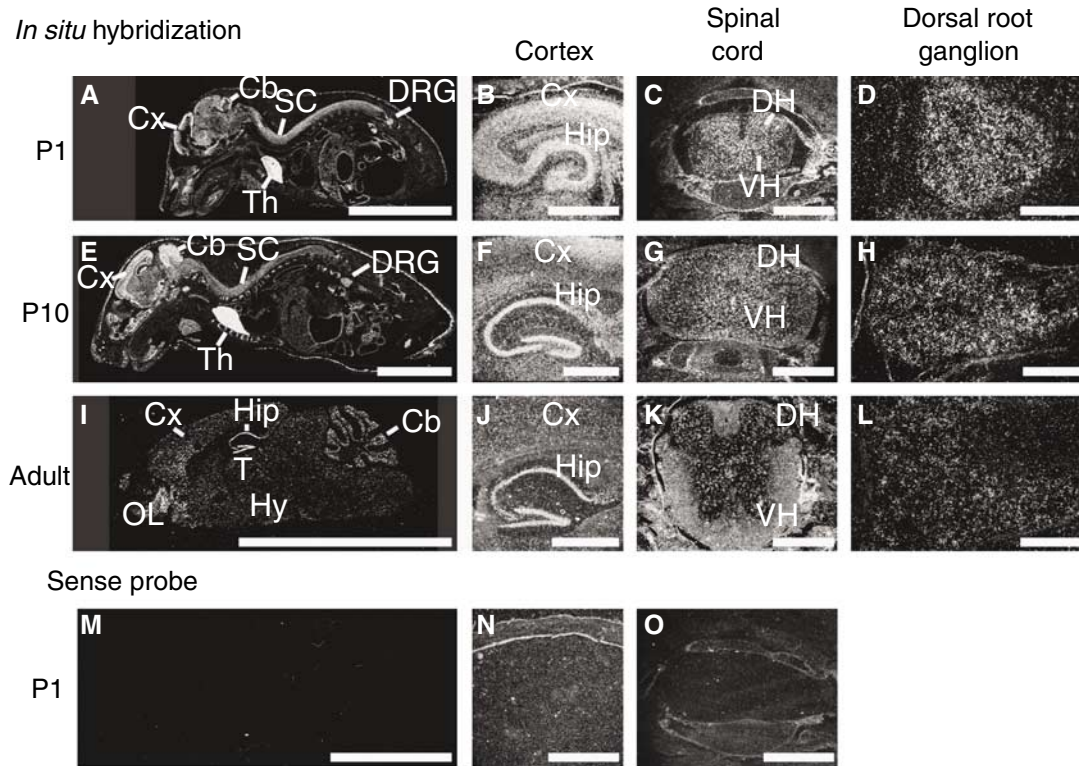 In situ hybridization
Cortex
Spinal
cord
Dorsal root
ganglion
P1
A
Cx
Cb
SC
DRG
Th
B
Cx
Hip
C
DH
VH
D
P10
E
Cx
Cb
SC
DRG
Th
F
Cx
Hip
G
DH
VH
H
Adult
I
Cx
Hip
Cb
T
OL
Hy
J
Cx
Hip
K
DH
VH
L
Sense probe
P1
M
N
O